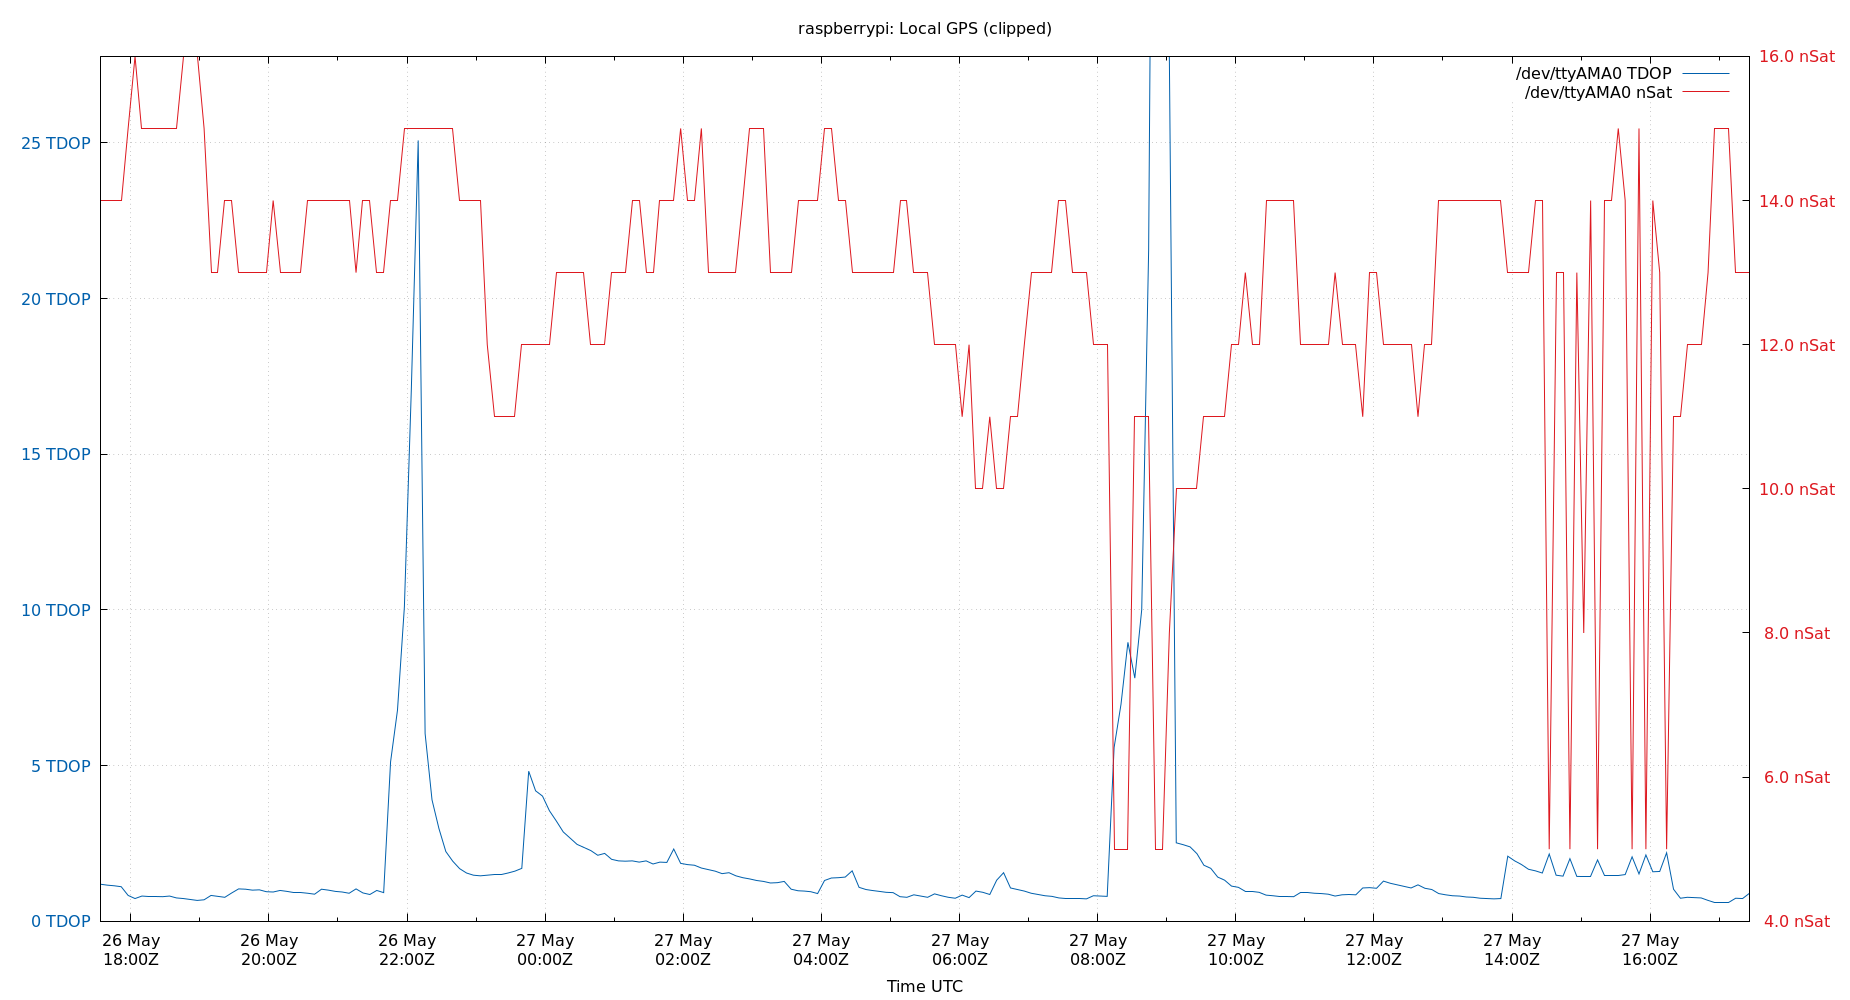 raspberrypi: Local GPS (clipped)
16.0 nSat
/dev/ttyAMA0 TDOP
/dev/ttyAMA0 nSat
25 TDOP
14.0 nSat
20 TDOP
12.0 nSat
15 TDOP
10.0 nSat
10 TDOP
8.0 nSat
5 TDOP
6.0 nSat
0 TDOP
4.0 nSat
26 May 26 May 26 May 27 May 27 May 27 May 27 May 27 May 27 May 27 May 27 May 27 May
18:00Z 20:00Z 22:00Z 00:00Z 02:00Z 04:00Z 06:00Z 08:00Z 10:00Z 12:00Z 14:00Z 16:00Z
Time UTC